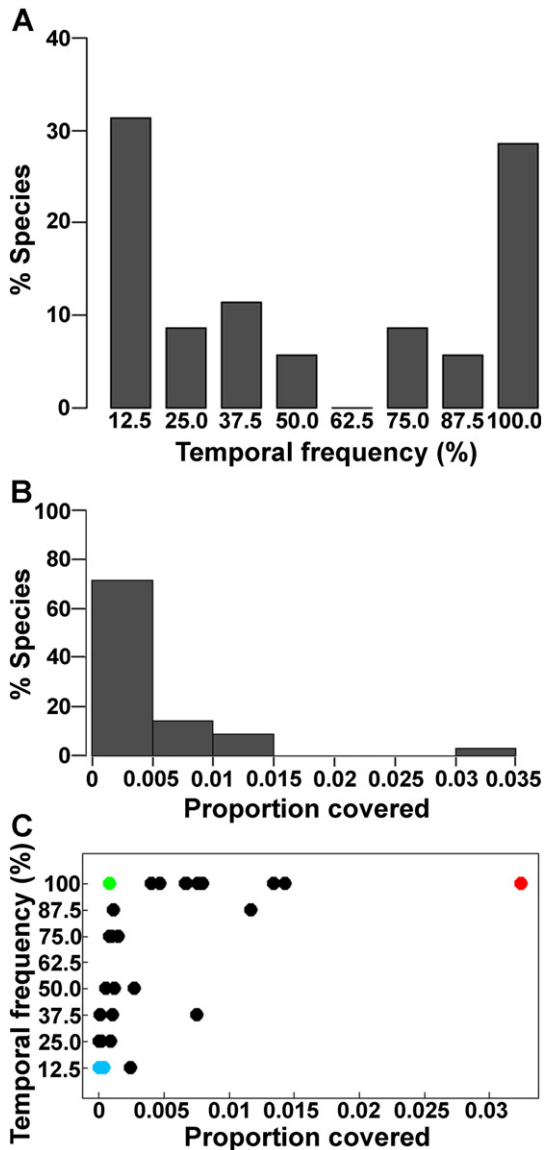 A
% Species
40
30
20
10
0
12.5 25.0 37.5 50.0 62.5 75.0 87.5 100.0
Temporal frequency (%)
B
% Species
100
80
60
40
20
0
0 0.005 0.01 0.015 0.02 0.025 0.03 0.035
Proportion covered
C
Temporal frequency (%)
100
87.5
75.0
62.5
50.0
37.5
25.0
12.5
0 0.005 0.01 0.015 0.02 0.025 0.03
Proportion covered